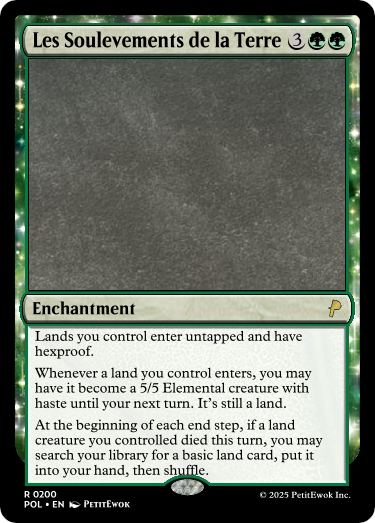 Les Soulevements de la Terre 3
Enchantment
Lands you control enter untapped and have
hexproof.
Whenever a land you control enters, you may
have it become a 5/5 Elemental creature with
haste until your next turn. It's still a land.
At the beginning of each end step, if a land
creature you controlled died this turn, you may
search your library for a basic land card, put it
into your hand, then shuffle.
R 0200
POL • EN PetitEwok
© 2025 PetitEwok Inc.